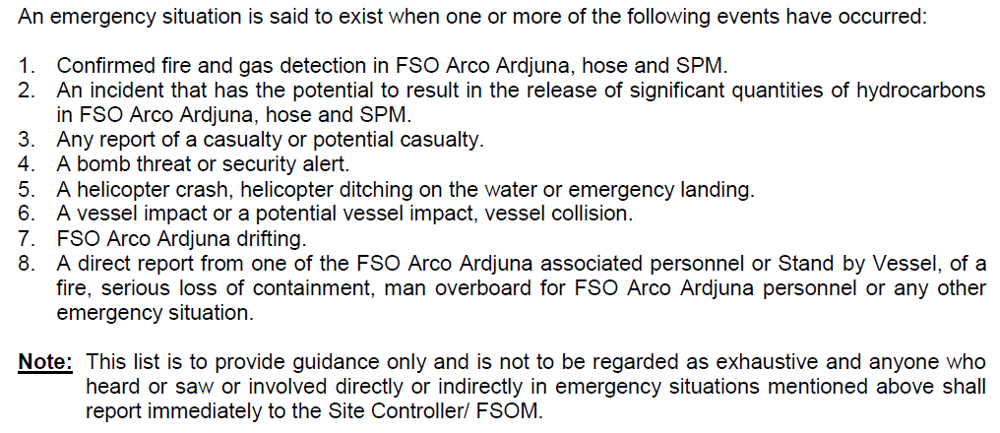 An emergency situation is said to exist when one or more of the following events have occurred:
1. Confirmed fire and gas detection in FSO Arco Ardjuna, hose and SPM.
2. An incident that has the potential to result in the release of significant quantities of hydrocarbons
in FSO Arco Ardjuna, hose and SPM.
3. Any report of a casualty or potential casualty.
4. A bomb threat or security alert.
5. A helicopter crash, helicopter ditching on the water or emergency landing.
6. A vessel impact or a potential vessel impact, vessel collision.
7. FSO Arco Ardjuna drifting.
8. A direct report from one of the FSO Arco Ardjuna associated personnel or Stand by Vessel, of a
fire, serious loss of containment, man overboard for FSO Arco Ardjuna personnel or any other
emergency situation.
Note: This list is to provide guidance only and is not to be regarded as exhaustive and anyone who
heard or saw or involved directly or indirectly in emergency situations mentioned above shall
report immediately to the Site Controller/ FSOM.